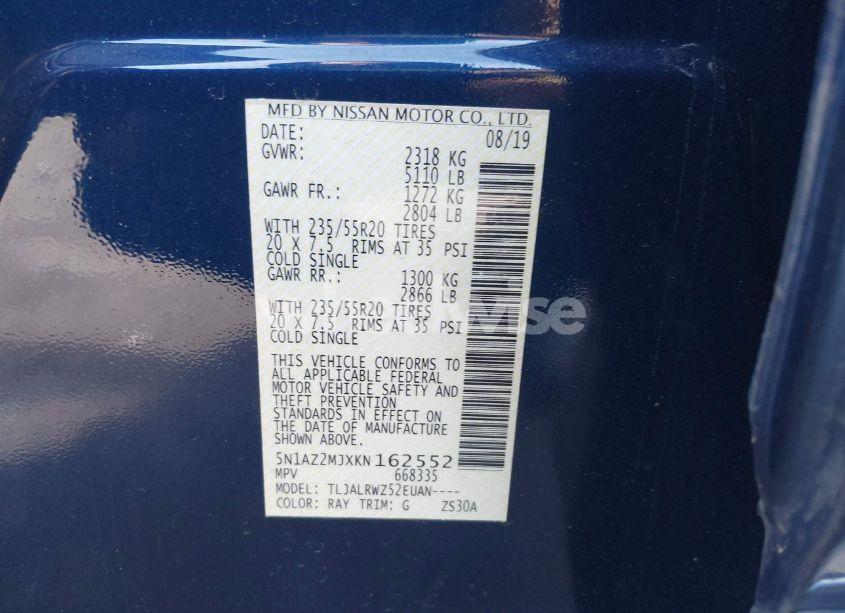 MFD BY NISSAN MOTOR CO., LTD.
DATE: 08/19
GVWR: 2318 KG
5110 LB
GAWR FR.: 1272 KG
2804 LB
WITH 235/55R20 TIRES
20 X 7.5 RIMS AT 35 PSI
COLD SINGLE
GAWR RR.: 1300 KG
2866 LB
WITH 235/55R20 TIRES
20 X 7.5 RIMS AT 35 PSI
COLD SINGLE
THIS VEHICLE CONFORMS TO
ALL APPLICABLE FEDERAL
MOTOR VEHICLE SAFETY AND
THEFT PREVENTION
STANDARDS IN EFFECT ON
THE DATE OF MANUFACTURE
SHOWN ABOVE.
5N1AZ2MJXKN162552
MPV 668335
MODEL: TLJALRWZ52EUAN----
COLOR: RAY TRIM: G ZS30A